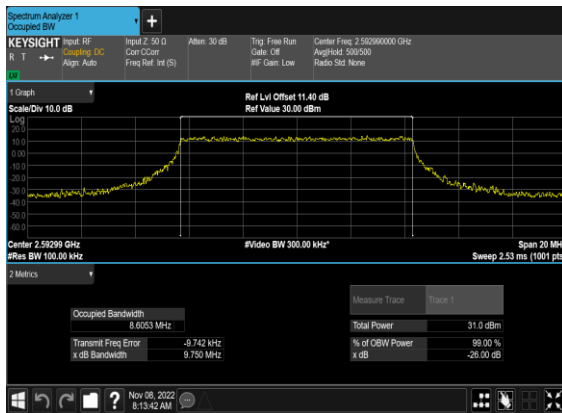 Spectrum Analyzer 1
Occupied BW
KEYSIGHT
R T
Input: RF
Coupling: DC
Align: Auto
Input Z: 50 Ω
Corr CCorr
Freq Ref: Int (S)
Atten: 30 dB
Trig: Free Run
Gate: Off
#IF Gain: Low
Center Freq: 2.592990000 GHz
Avg|Hold: 500/500
Radio Std: None
1 Graph
Scale/Div 10.0 dB
Ref Lvl Offset 11.40 dB
Ref Value 30.00 dBm
Log
20.0
10.0
0.00
-10.0
-20.0
-30.0
-40.0
-50.0
-60.0
Center 2.59299 GHz
#Res BW 100.00 kHz
#Video BW 300.00 kHz*
Span 20 MH
Sweep 2.53 ms (1001 pts
2 Metrics
Measure Trace
Trace 1
Occupied Bandwidth
8.6053 MHz
Total Power
31.0 dBm
Transmit Freq Error
-9.742 kHz
% of OBW Power
99.00 %
x dB Bandwidth
9.750 MHz
x dB
-26.00 dB
Nov 08, 2022
8:13:42 AM